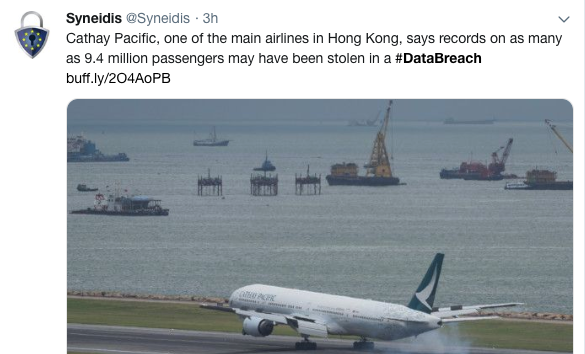 Syneidis @Syneidis · 3h
Cathay Pacific, one of the main airlines in Hong Kong, says records on as many
as 9.4 million passengers may have been stolen in a #DataBreach
buff.ly/2O4AoPB
CATHAY PACIFIC